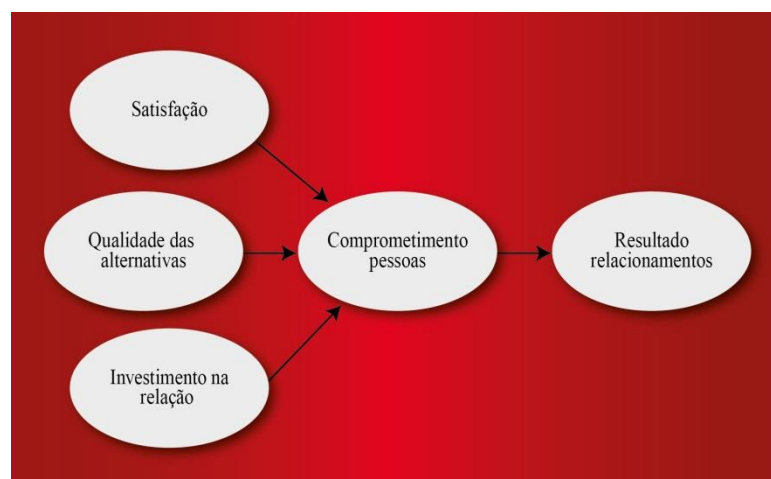 Satisfação
Qualidade das
alternativas
Investimento na
relação
Comprometimento
pessoas
Resultado
relacionamentos